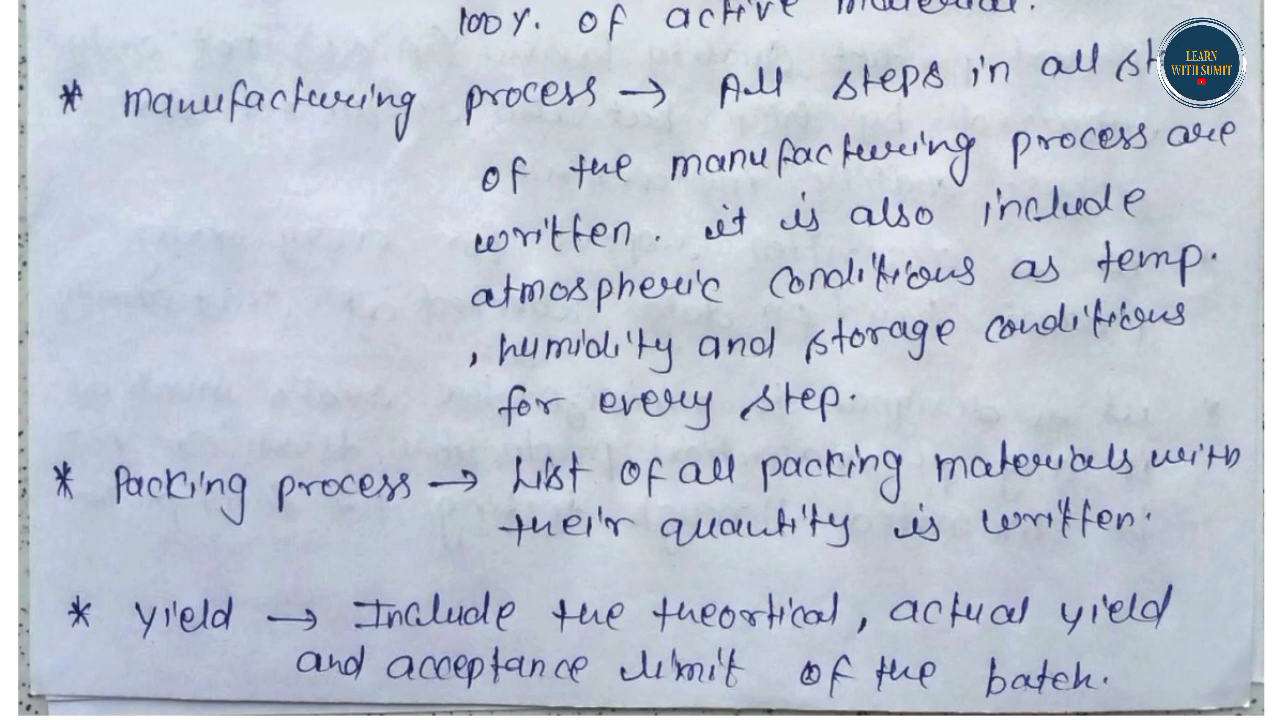 100%. of active material.
* manufacturing process → All steps in all
of the manufacturing process are
written. it is also include
atmospheric conditions as temp.
, humidity and storage conditions
for every step.
* Packing process → List of all packing materials with
their quantity is written.
* Yield → Include the theortical, actual yield
and acceptance limit of the batch.
LEARN
WITH SUMIT